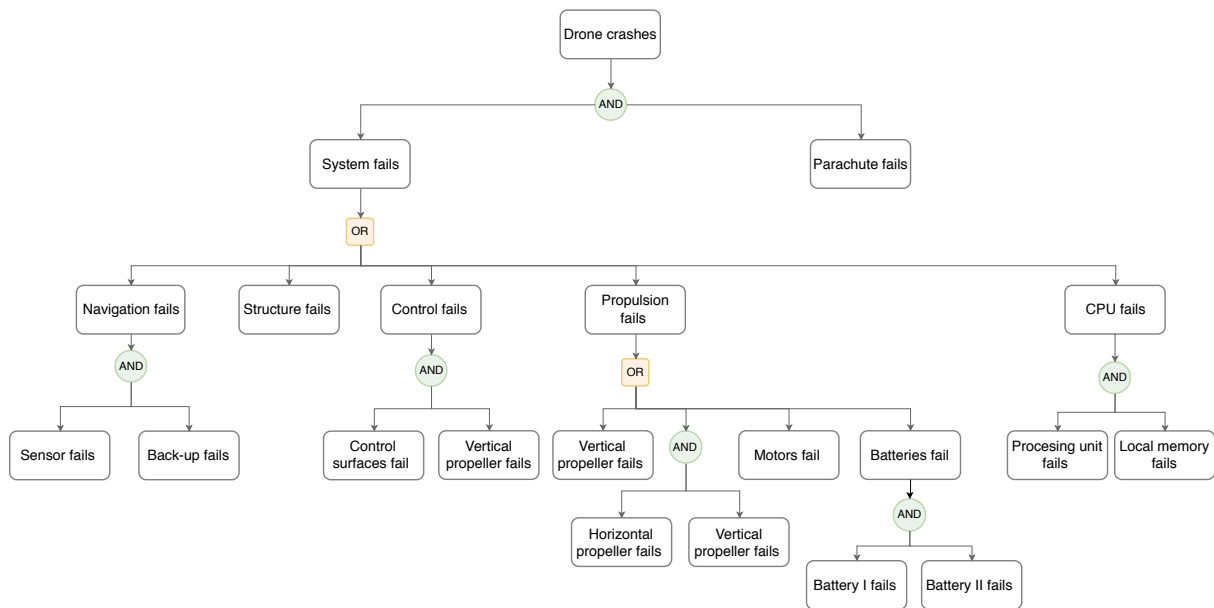 Drone crashes
AND
System fails
Parachute fails
OR
Navigation fails
Structure fails
Control fails
Propulsion
fails
CPU fails
AND
AND
OR
AND
Sensor fails
Back-up fails
Control
surfaces fail
Vertical
propeller fails
Vertical
propeller fails
AND
Motors fail
Batteries fail
Procesing unit
fails
Local memory
fails
Horizontal
propeller fails
Vertical
propeller fails
AND
Battery I fails
Battery II fails